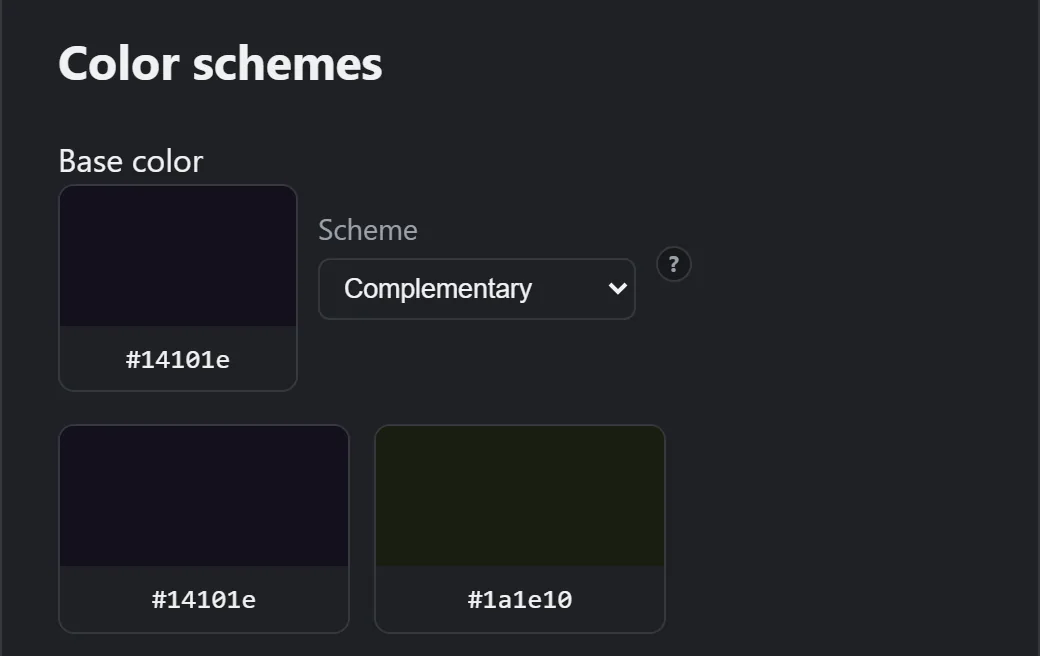 Color schemes
Base color
Scheme
Complementary
?
#14101e
#14101e
#1a1e10